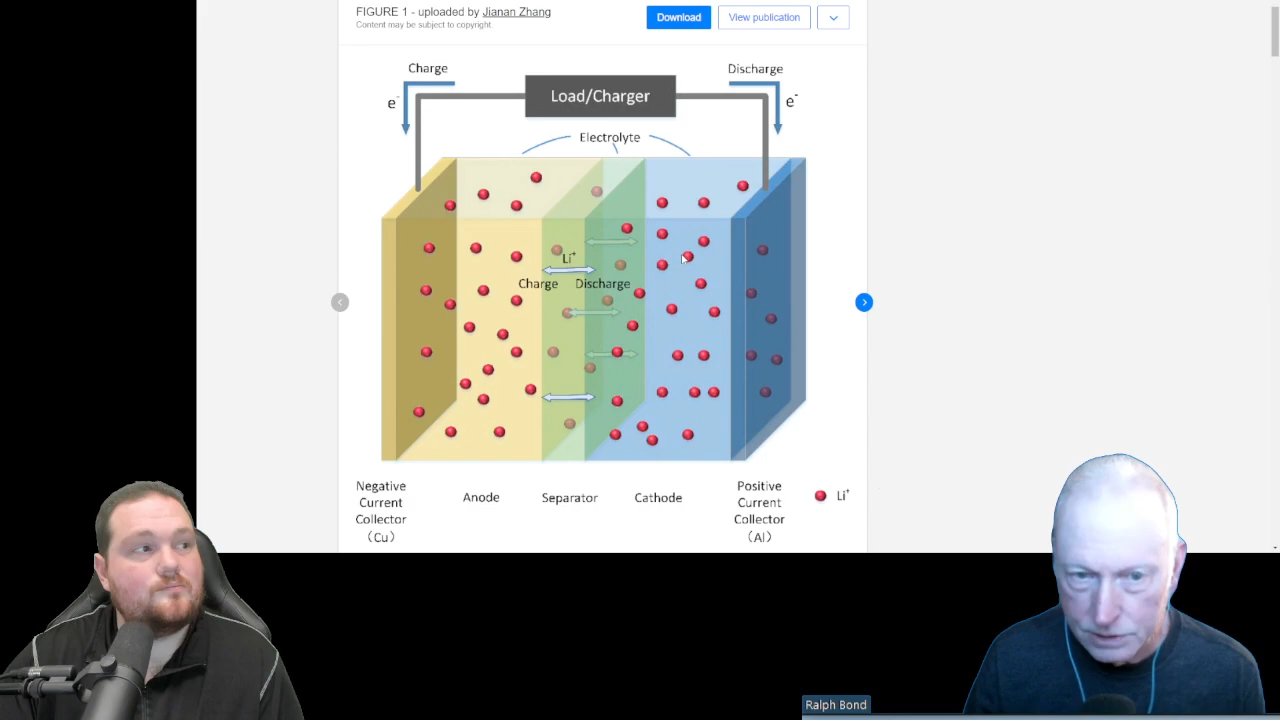 FIGURE 1 - uploaded by Jianan Zhang
Content may be subject to copyright.
Download
View publication
Charge
Discharge
e-
Load/Charger
e-
Electrolyte
Li+
Charge
Discharge
Negative
Current
Collector
(Cu)
Anode
Separator
Cathode
Positive
Current
Collector
(Al)
Li+
Ralph Bond